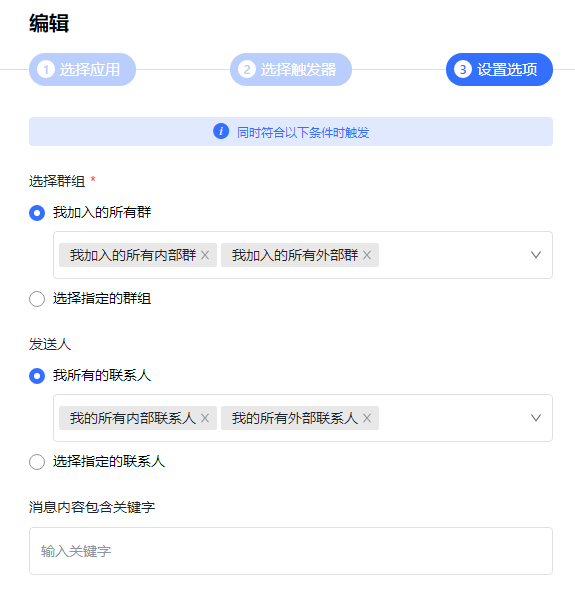 编辑
1 选择应用 2 选择触发器 3 设置选项
i 同时符合以下条件时触发
选择群组 *
我加入的所有群
我加入的所有内部群 × 我加入的所有外部群 ×
选择指定的群组
发送人
我所有的联系人
我的所有内部联系人 × 我的所有外部联系人 ×
选择指定的联系人
消息内容包含关键字
输入关键字